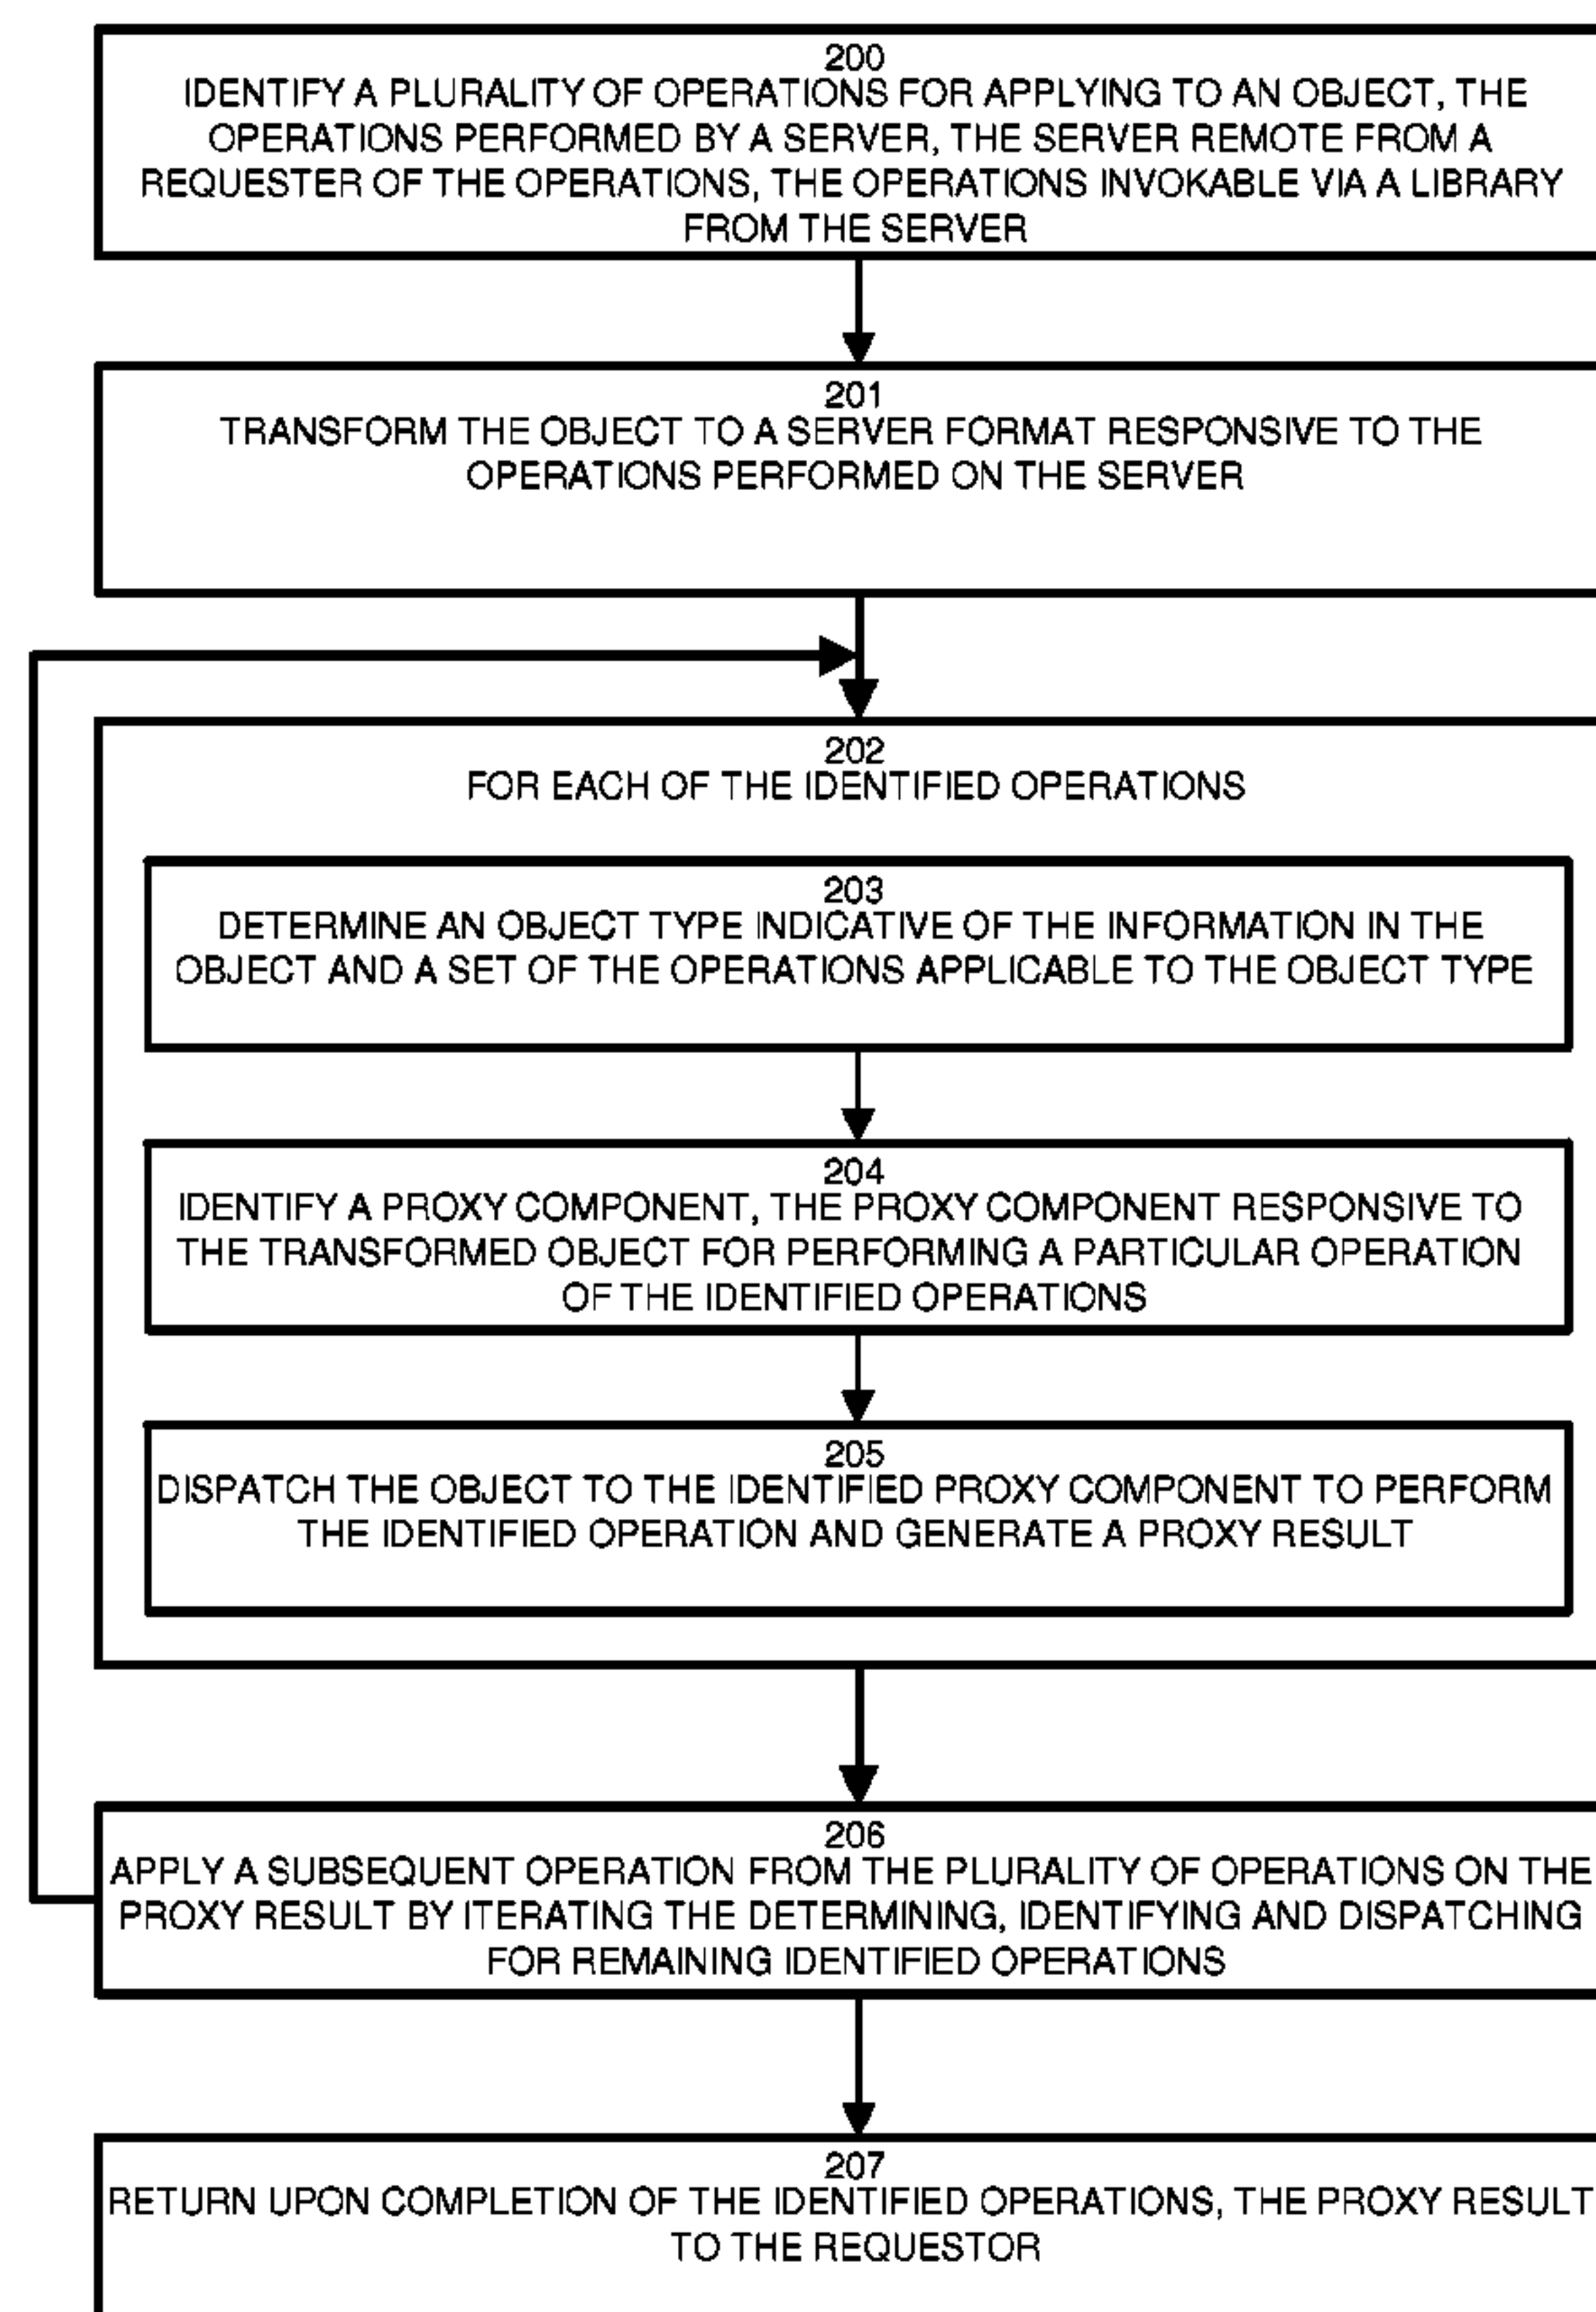 200
IDENTIFY A PLURALITY OF OPERATIONS FOR APPLYING TO AN OBJECT, THE
OPERATIONS PERFORMED BY A SERVER, THE SERVER REMOTE FROM A
REQUESTER OF THE OPERATIONS, THE OPERATIONS INVOKABLE VIA A LIBRARY
FROM THE SERVER
201
TRANSFORM THE OBJECT TO A SERVER FORMAT RESPONSIVE TO THE
OPERATIONS PERFORMED ON THE SERVER
202
FOR EACH OF THE IDENTIFIED OPERATIONS
203
DETERMINE AN OBJECT TYPE INDICATIVE OF THE INFORMATION IN THE
OBJECT AND A SET OF THE OPERATIONS APPLICABLE TO THE OBJECT TYPE
204
IDENTIFY A PROXY COMPONENT, THE PROXY COMPONENT RESPONSIVE TO
THE TRANSFORMED OBJECT FOR PERFORMING A PARTICULAR OPERATION
OF THE IDENTIFIED OPERATIONS
205
DISPATCH THE OBJECT TO THE IDENTIFIED PROXY COMPONENT TO PERFORM
THE IDENTIFIED OPERATION AND GENERATE A PROXY RESULT
206
APPLY A SUBSEQUENT OPERATION FROM THE PLURALITY OF OPERATIONS ON THE
PROXY RESULT BY ITERATING THE DETERMINING, IDENTIFYING AND DISPATCHING
FOR REMAINING IDENTIFIED OPERATIONS
207
RETURN UPON COMPLETION OF THE IDENTIFIED OPERATIONS, THE PROXY RESULT
TO THE REQUESTOR